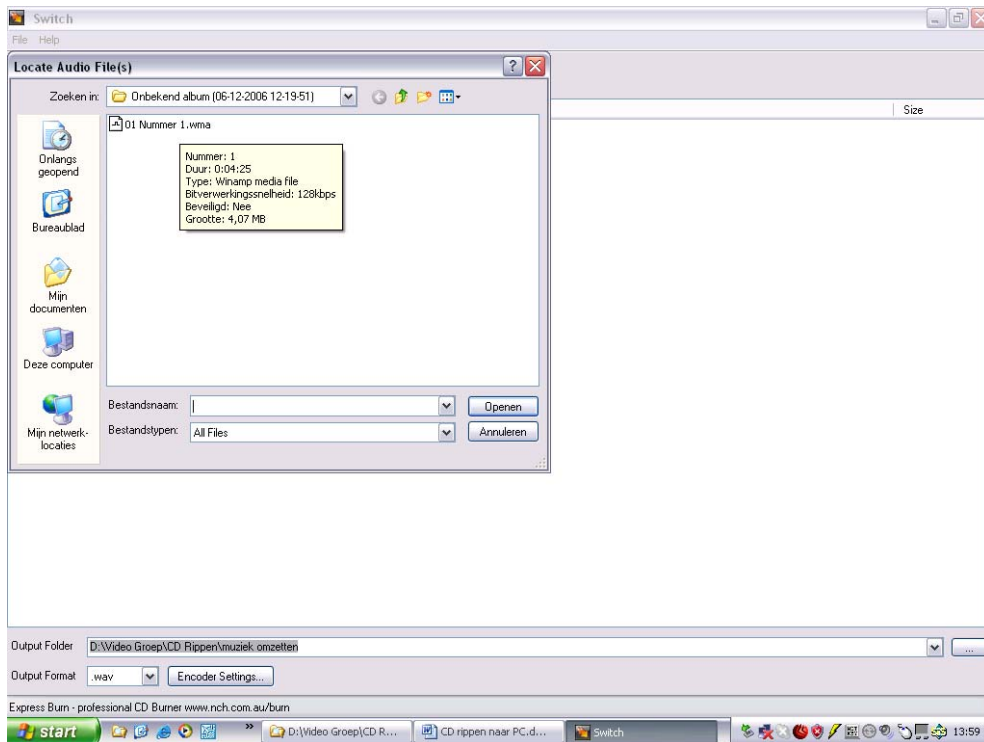 Switch
File Help
Locate Audio File(s)
Zoeken in: Onbekend album (06-12-2006 12-19-51)
Size
01 Nummer 1.wma
Nummer: 1
Duur: 0:04:25
Type: Winamp media file
Bitverwerkingssnelheid: 128kbps
Beveiligd: Nee
Grootte: 4,07 MB
Onlangs
geopend
Bureaublad
Mijn
documenten
Deze computer
Mijn netwerk-
locaties
Bestandsnaam:
Openen
Bestandstypen: All Files
Annuleren
Output Folder D:\Video Groep\CD Rippen\muziek omzetten
...
Output Format .wav Encoder Settings...
Express Burn - professional CD Burner www.nch.com.au/burn
start » D:\Video Groep\CD R... CD rippen naar PC.d... Switch 13:59